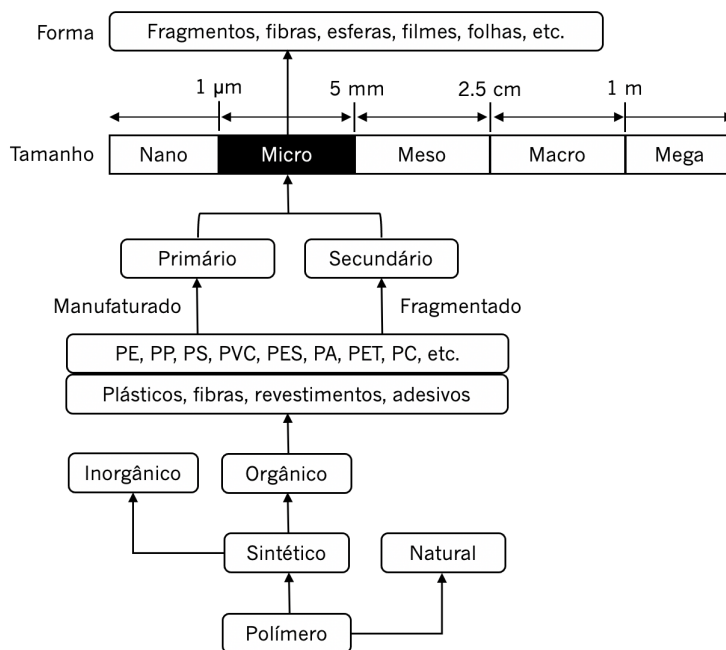 Forma
Fragmentos, fibras, esferas, filmes, folhas, etc.
1 µm
5 mm
2.5 cm
1 m
Tamanho
Nano
Micro
Meso
Macro
Mega
Primário
Secundário
Manufaturado
Fragmentado
PE, PP, PS, PVC, PES, PA, PET, PC, etc.
Plásticos, fibras, revestimentos, adesivos
Inorgânico
Orgânico
Sintético
Natural
Polímero